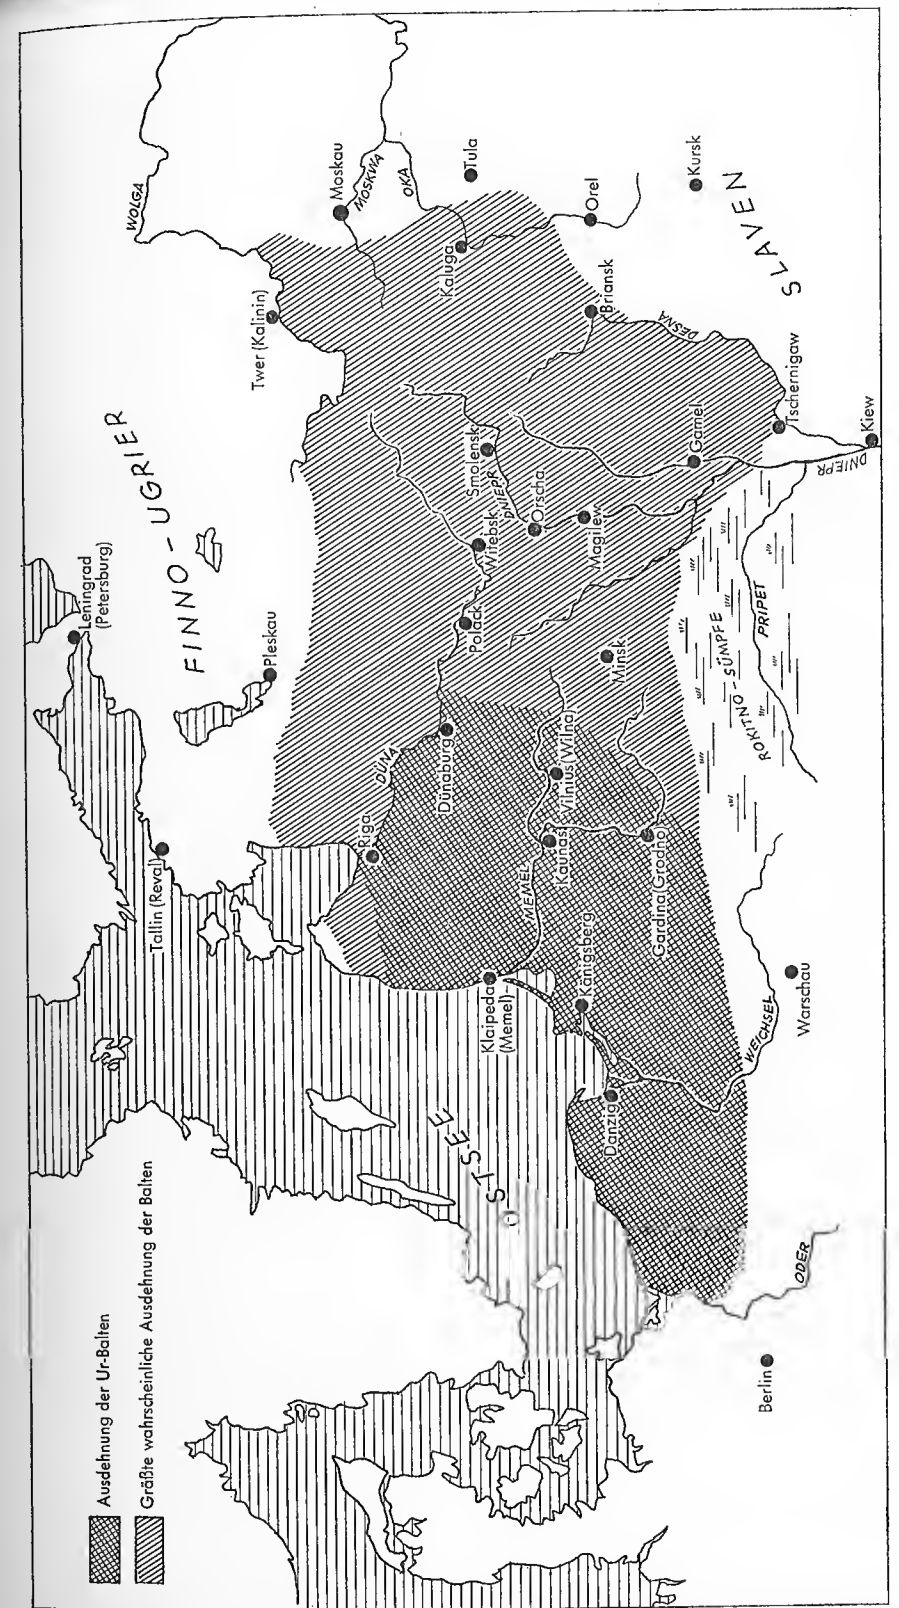 Ausdehnung der Ur-Balten
Größte wahrscheinliche Ausdehnung der Balten
FINNO-UGRIER
SLAVEN
OSTSEE
ROKITNO-SÜMPFE
WOLGA
MOSKWA
OKA
DESNA
DNIEPR
DNIEPR
PRIPET
DÜNA
MEMEL
WEICHSEL
ODER
Leningrad
(Petersburg)
Tallin (Reval)
Pleskau
Twer (Kalinin)
Moskau
Tula
Kaluga
Orel
Kursk
Briansk
Tschernigaw
Kiew
Gamel
Smolensk
Orscha
Magilew
Witebsk
Polack
Minsk
Dünaburg
Riga
Vilnius (Wilna)
Kaunas
Gardina (Grodno)
Klaipeda
(Memel)
Königsberg
Danzig
Warschau
Berlin